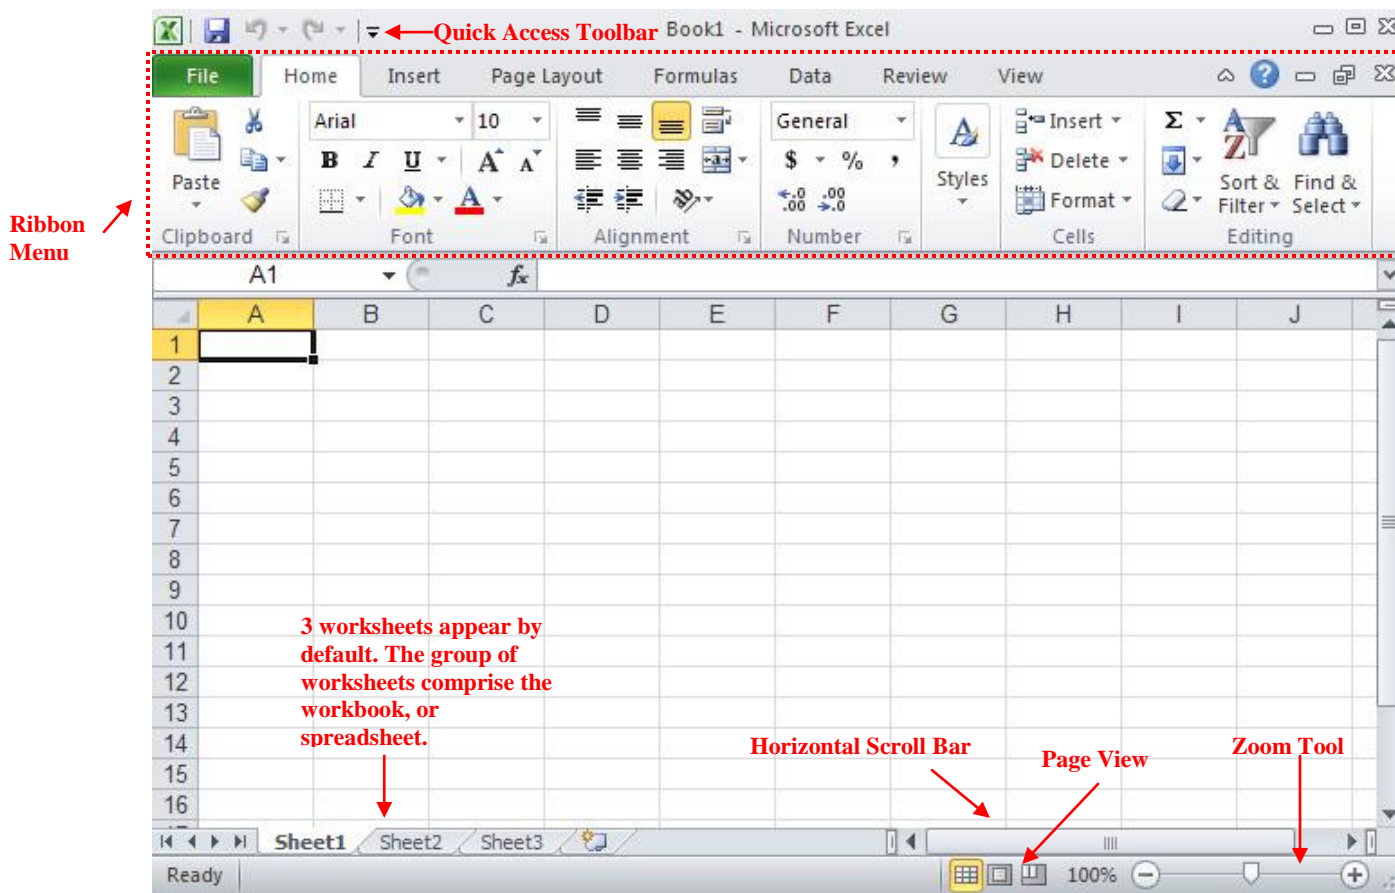 Quick Access Toolbar Book1 - Microsoft Excel
File Home Insert Page Layout Formulas Data Review View
Arial 10 General Insert
B I U A A $ % , Delete
Paste Styles Sort & Find &
A .00 .0 Format Filter Select
Ribbon
Menu
Clipboard Font Alignment Number Cells Editing
A1 fx
A B C D E F G H I J
1
2
3
4
5
6
7
8
9
10
11
12
13
14
15
16
3 worksheets appear by
default. The group of
worksheets comprise the
workbook, or
spreadsheet.
Horizontal Scroll Bar
Page View
Zoom Tool
Sheet1 Sheet2 Sheet3
Ready 100%